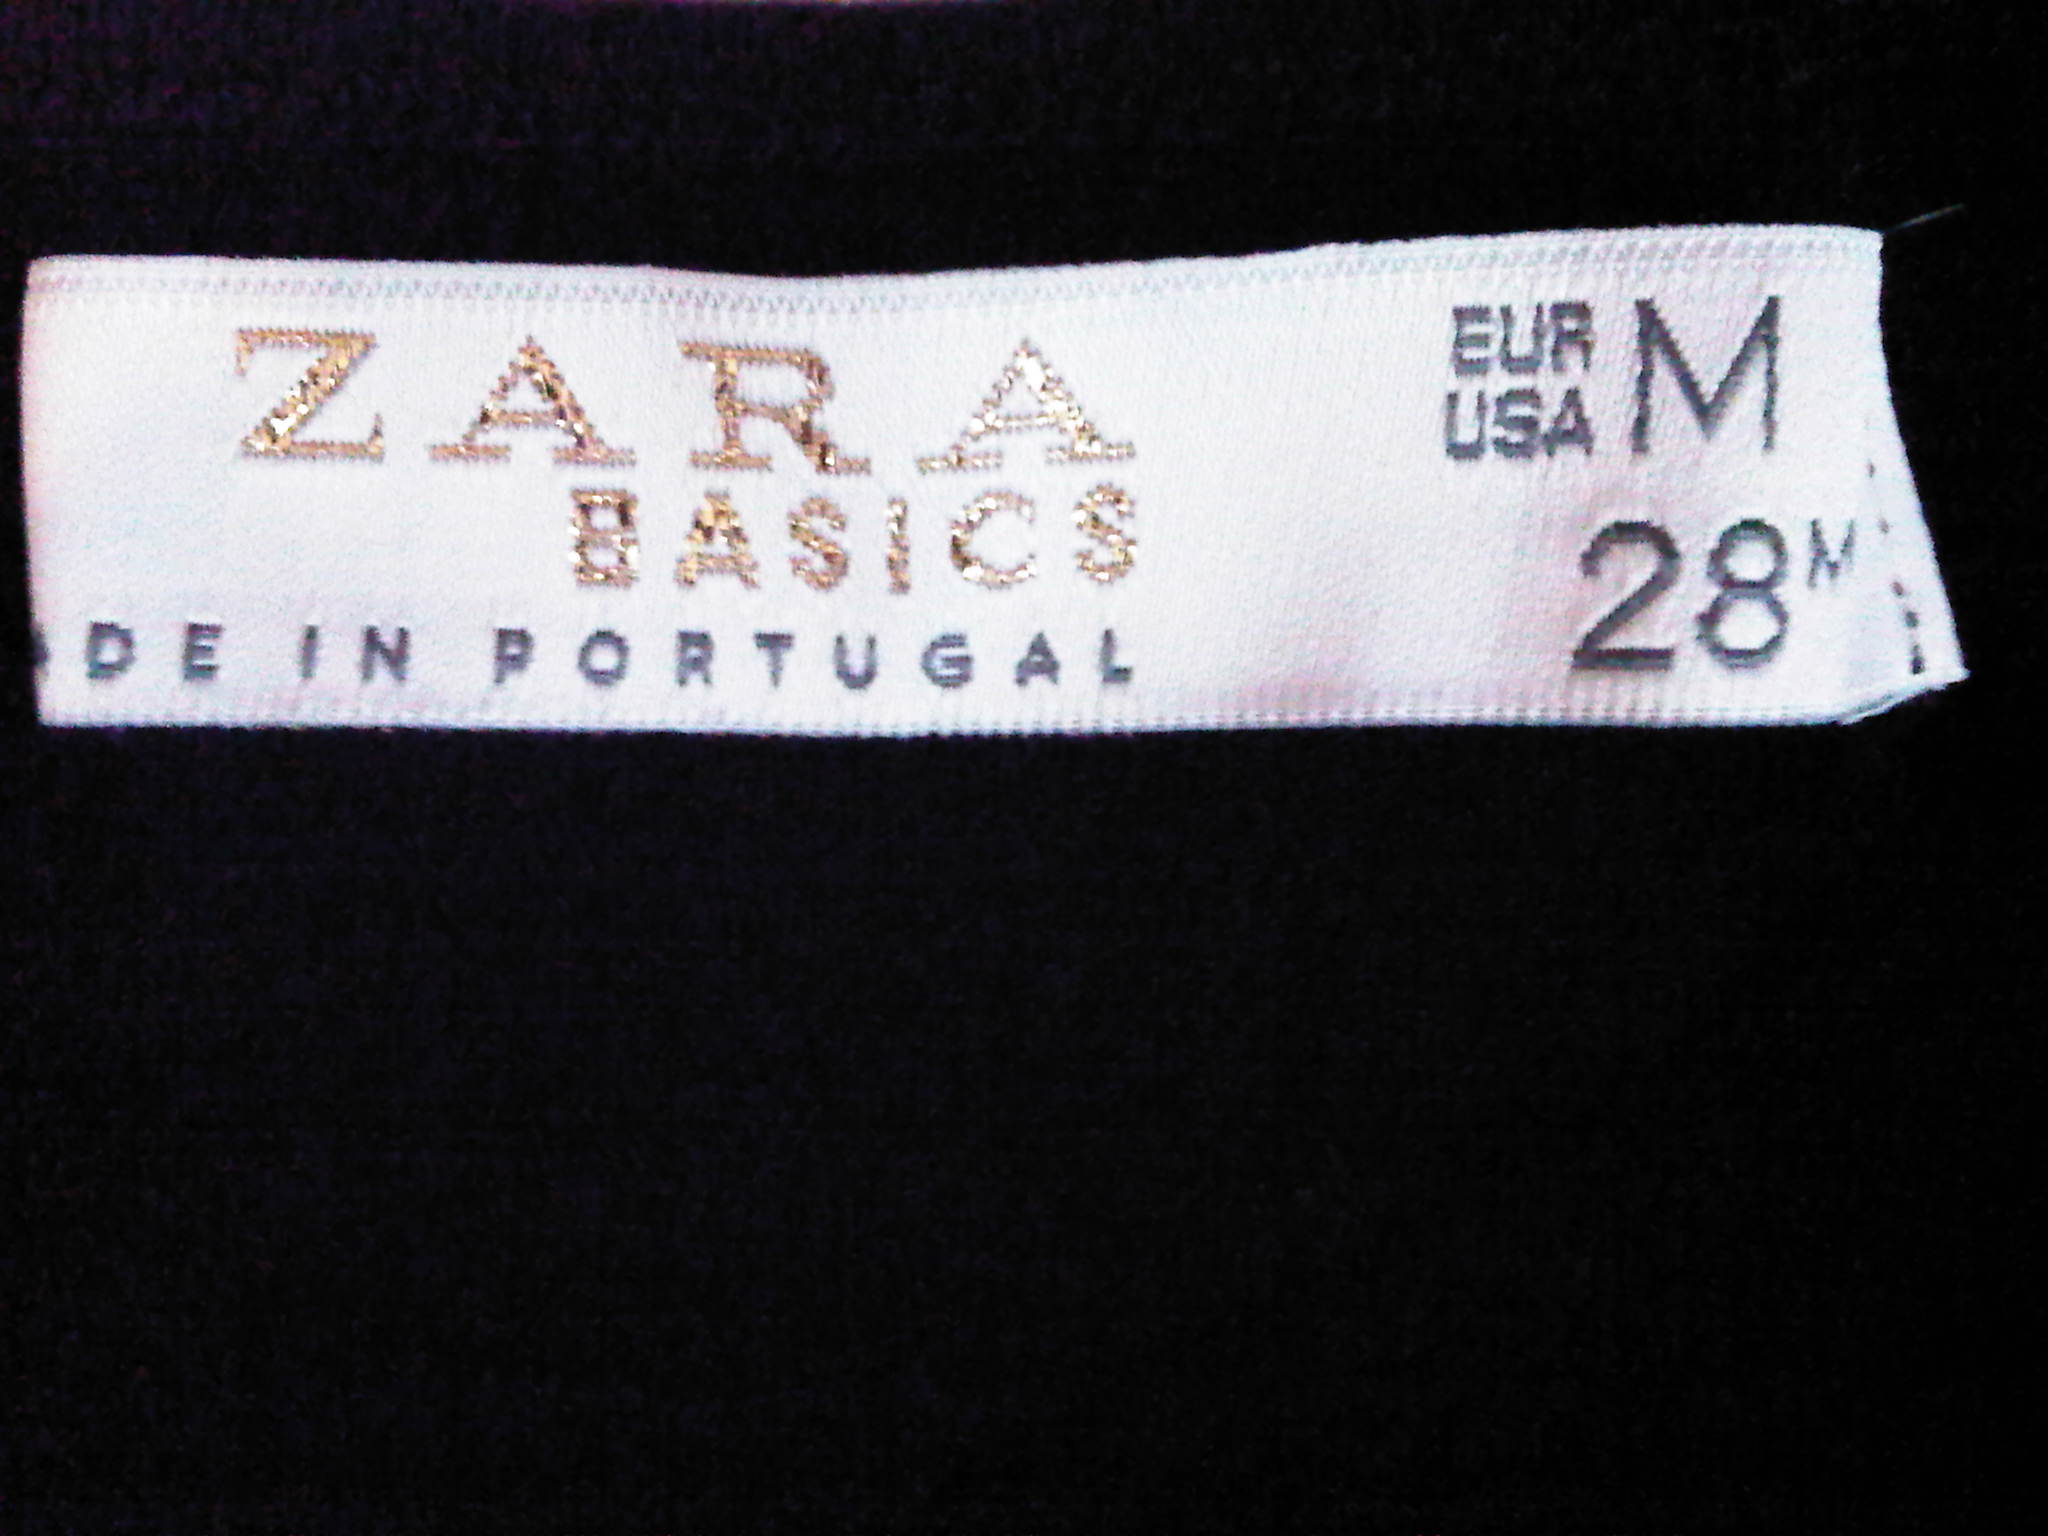 ZARA
BASICS
DE IN PORTUGAL
EUR
USA M
28 M